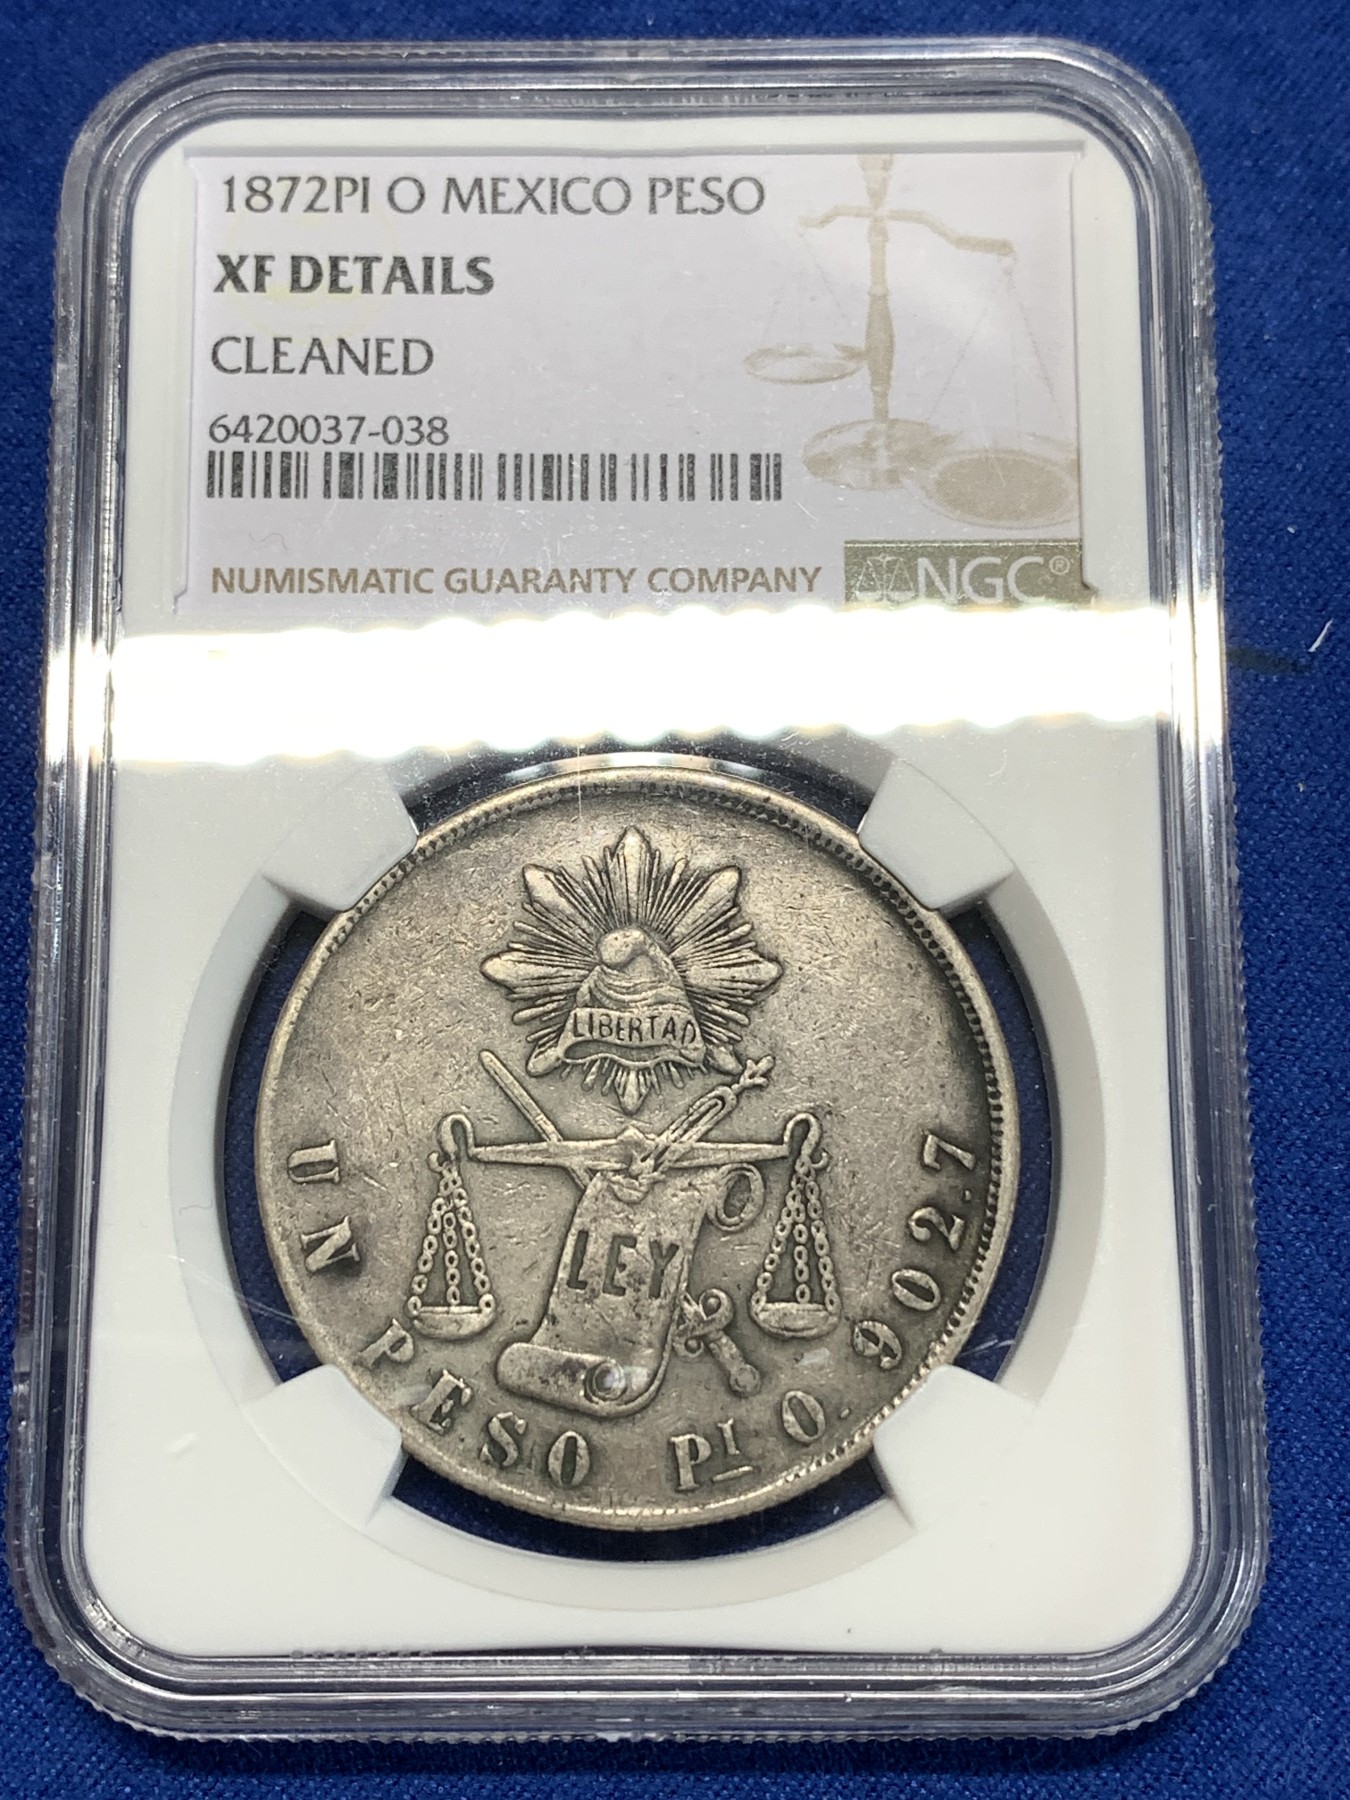 1872PI O MEXICO PESO
XF DETAILS
CLEANED
6420037-038
NUMISMATIC GUARANTY COMPANY
NGC®
LIBERTAD
LEY
UN PESO PI O. 902.7